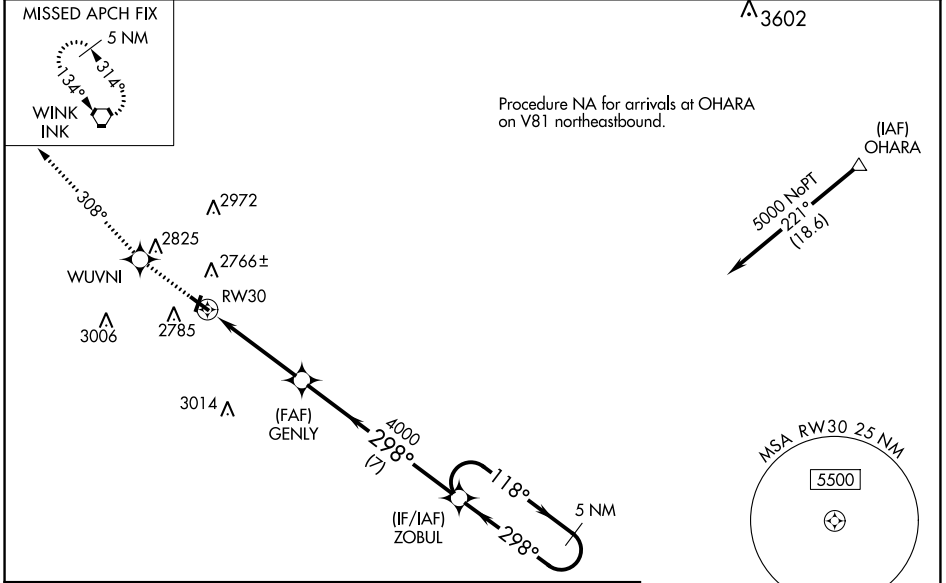 MISSED APCH FIX
5 NM
314°
134°
WINK
INK
3602
Procedure NA for arrivals at OHARA
on V81 northeastbound.
(IAF)
OHARA
5000 NoPT
221°
(18.6)
308°
2972
2825
WUVNI
2766±
RW30
3006
2785
3014
(FAF)
GENLY
4000
298°
(7)
118°
5 NM
298°
(IF/IAF)
ZOBUL
MSA RW30 25 NM
5500